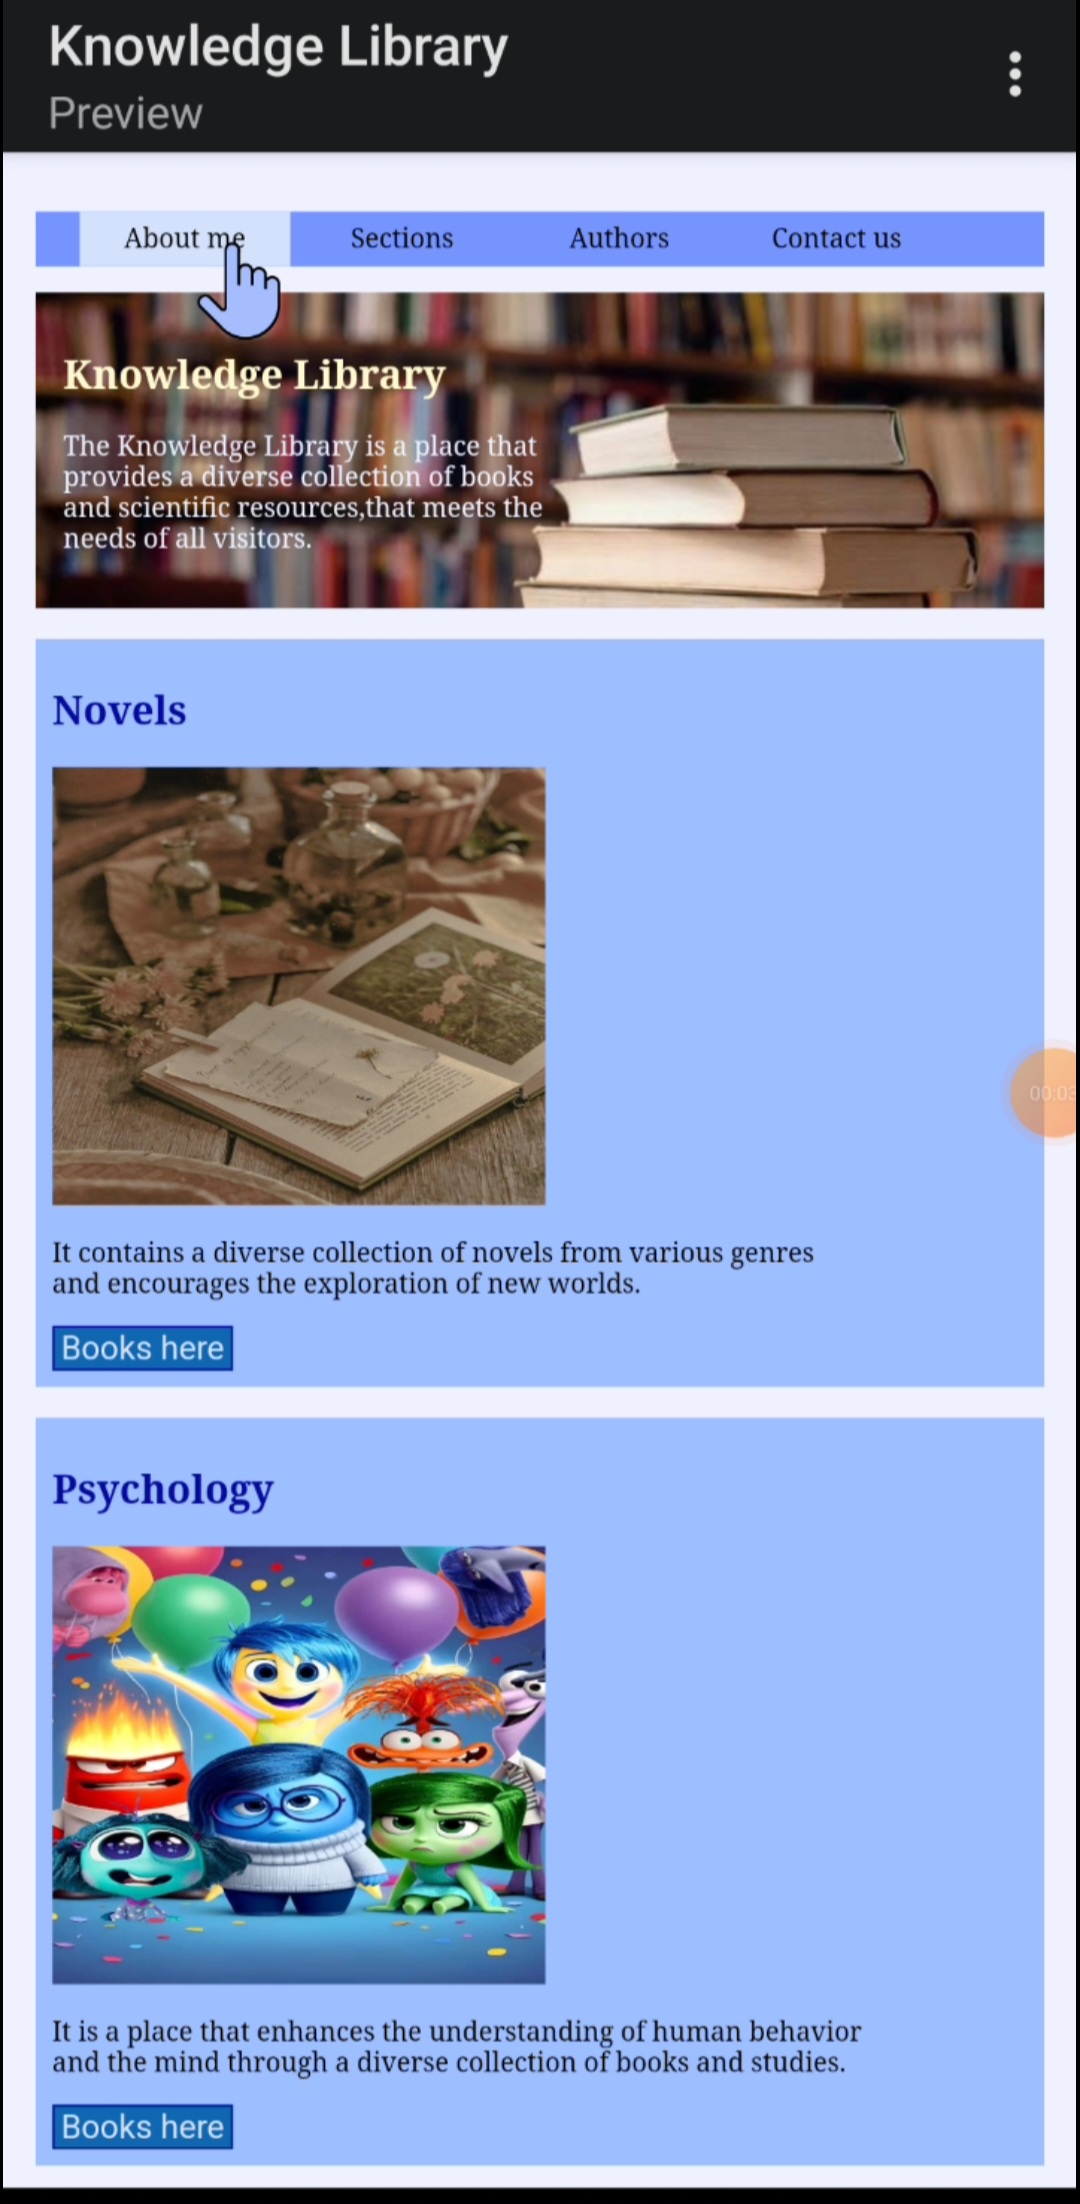 Knowledge Library
Preview
About me
Sections
Authors
Contact us
Knowledge Library
The Knowledge Library is a place that
provides a diverse collection of books
and scientific resources,that meets the
needs of all visitors.
Novels
It contains a diverse collection of novels from various genres
and encourages the exploration of new worlds.
00:03
Books here
Psychology
It is a place that enhances the understanding of human behavior
and the mind through a diverse collection of books and studies.
Books here